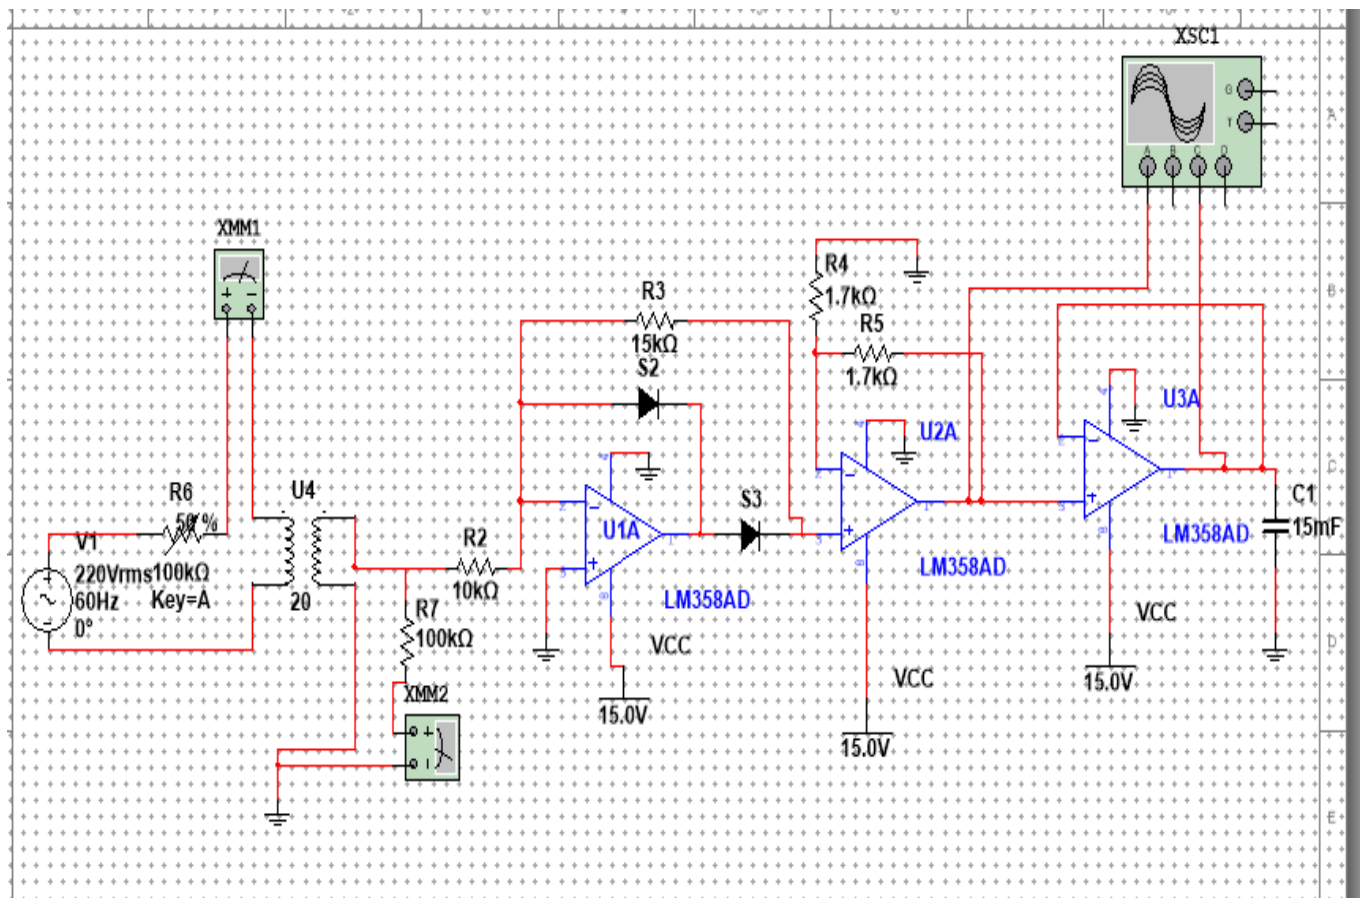 XSC1
G
T
A
B
C
D
XMM1
+
−
R4
1.7kΩ
R3
15kΩ
R5
1.7kΩ
S2
U3A
U2A
R6
50 %
100kΩ
Key=A
U4
20
V1
220Vrms
60Hz
0°
R2
10kΩ
U1A
S3
LM358AD
LM358AD
LM358AD
C1
15mF
R7
100kΩ
VCC
15.0V
VCC
15.0V
VCC
15.0V
XMM2
A
B
C
D
E